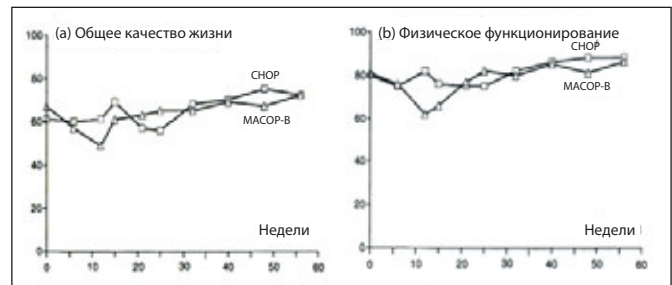 (a) Общее качество жизни
100
80
60
40
20
0
CHOP
MACOP-B
Недели
0 10 20 30 40 50 60
(b) Физическое функционирование
100
80
60
40
20
0
CHOP
MACOP-B
Недели
0 10 20 30 40 50 60